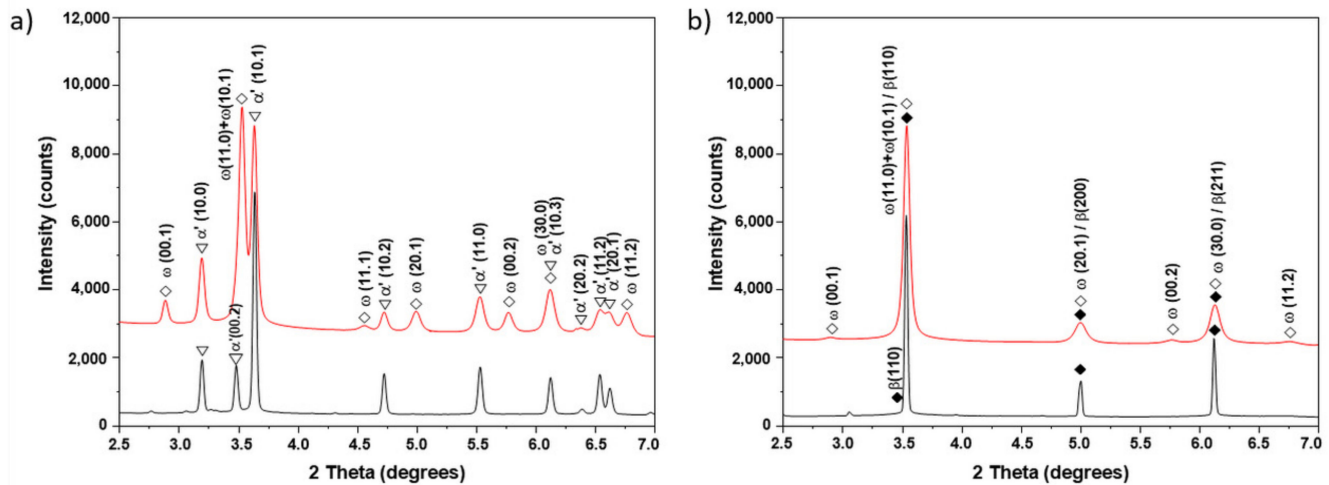 a)
12,000
10,000
8,000
6,000
4,000
2,000
0
Intensity (counts)
2.5 3.0 3.5 4.0 4.5 5.0 5.5 6.0 6.5 7.0
2 Theta (degrees)
ω (00.1)
α' (10.0)
ω(11.0)+ω(10.1)
α' (10.1)
α'(00.2)
ω (11.1)
α' (10.2)
ω (20.1)
α' (11.0)
ω (00.2)
ω (30.0)
α' (10.3)
α' (20.2)
α' (11.2)
α' (20.1)
ω (11.2)
b)
12,000
10,000
8,000
6,000
4,000
2,000
0
Intensity (counts)
2.5 3.0 3.5 4.0 4.5 5.0 5.5 6.0 6.5 7.0
2 Theta (degrees)
ω (00.1)
ω(11.0)+ω(10.1) / β(110)
β(110)
ω (20.1) / β(200)
ω (00.2)
ω (30.0) / β(211)
ω (11.2)